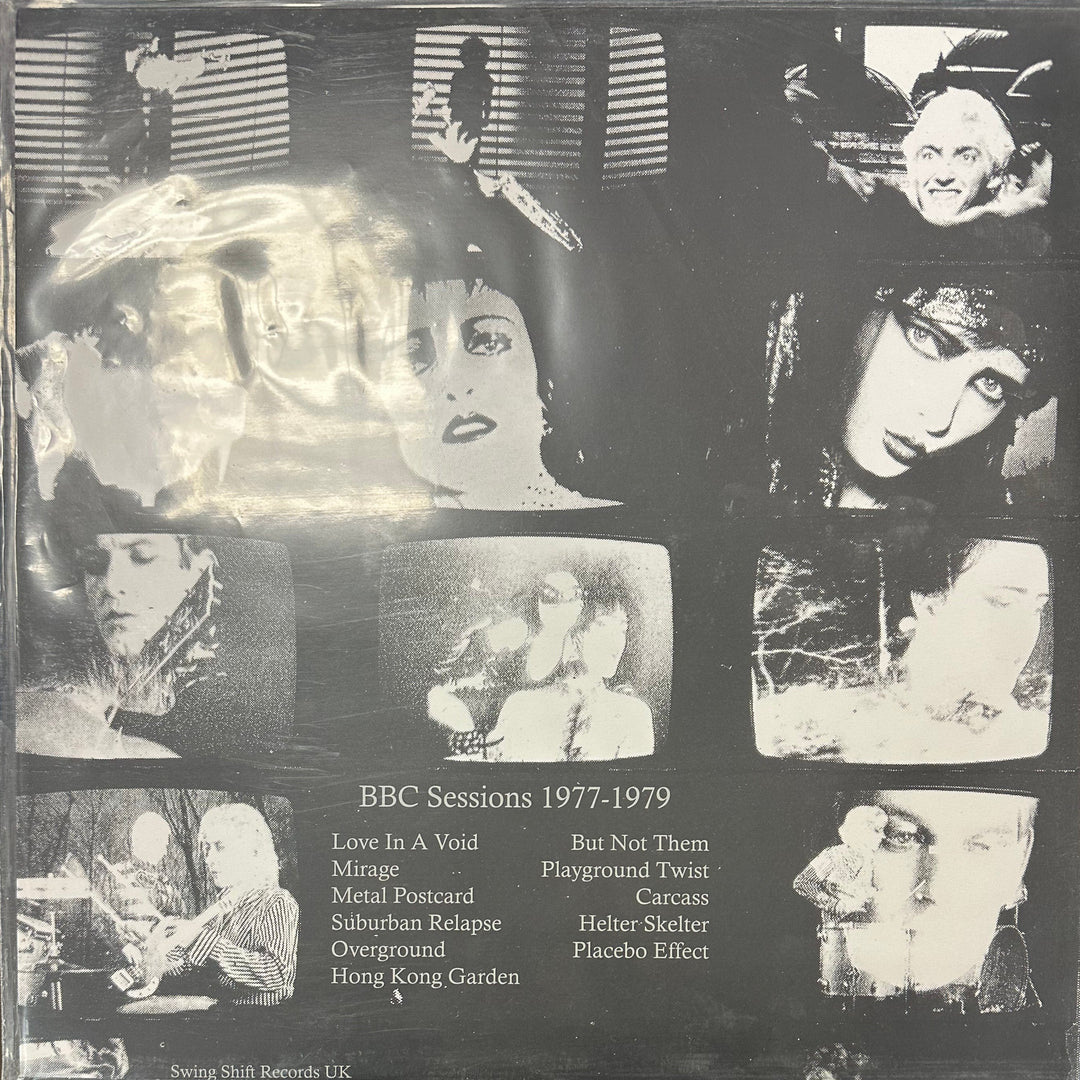 BBC Sessions 1977-1979
Love In A Void
Mirage
Metal Postcard
Suburban Relapse
Overground
Hong Kong Garden
But Not Them
Playground Twist
Carcass
Helter Skelter
Placebo Effect
Swing Shift Records UK